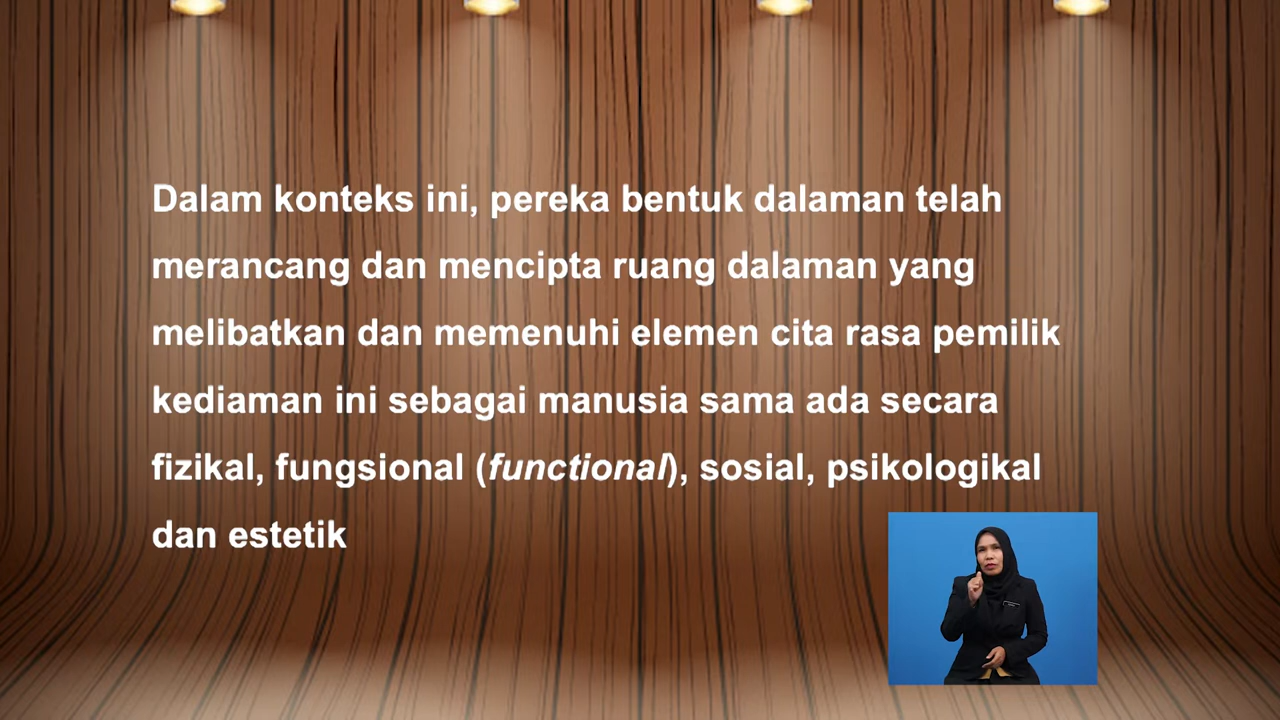 Dalam konteks ini, pereka bentuk dalaman telah
merancang dan mencipta ruang dalaman yang
melibatkan dan memenuhi elemen cita rasa pemilik
kediaman ini sebagai manusia sama ada secara
fizikal, fungsional (functional), sosial, psikologikal
dan estetik